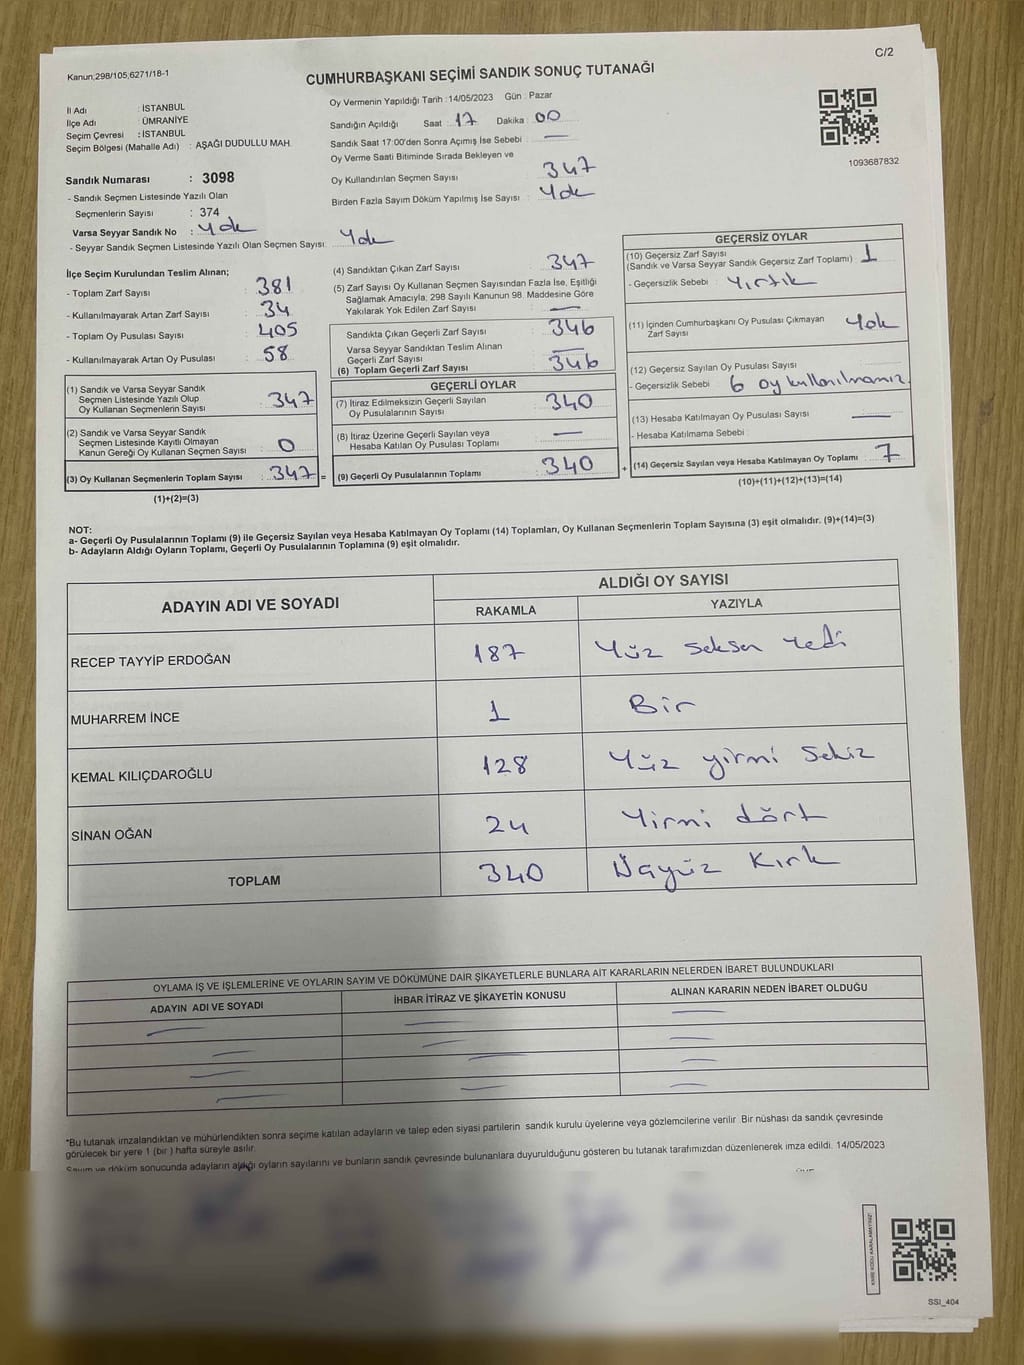 C/2
Kanun,298/105,6271/18-1
CUMHURBAŞKANI SEÇİMİ SANDIK SONUÇ TUTANAĞI
İl Adı : İSTANBUL
İlçe Adı : ÜMRANİYE
Seçim Çevresi : İSTANBUL
Seçim Bölgesi (Mahalle Adı) : AŞAĞI DUDULLU MAH.
Sandık Numarası : 3098
- Sandık Seçmen Listesinde Yazılı Olan
Seçmenlerin Sayısı : 374
Varsa Seyyar Sandık No : Yok
- Seyyar Sandık Seçmen Listesinde Yazılı Olan Seçmen Sayısı: Yok
Oy Vermenin Yapıldığı Tarih :14/05/2023 Gün : Pazar
Sandığın Açıldığı Saat : 17 Dakika : 00
Sandık Saat 17:00'den Sonra Açımış İse Sebebi : —
Oy Verme Saati Bitiminde Sırada Bekleyen ve
Oy Kullandırılan Seçmen Sayısı : 347
Birden Fazla Sayım Döküm Yapılmış İse Sayısı : Yok
1093687832
İlçe Seçim Kurulundan Teslim Alınan;
- Toplam Zarf Sayısı : 381
- Kullanılmayarak Artan Zarf Sayısı : 34
- Toplam Oy Pusulası Sayısı : 405
- Kullanılmayarak Artan Oy Pusulası : 58
(1) Sandık ve Varsa Seyyar Sandık
Seçmen Listesinde Yazılı Olup
Oy Kullanan Seçmenlerin Sayısı : 347
(2) Sandık ve Varsa Seyyar Sandık
Seçmen Listesinde Kayıtlı Olmayan
Kanun Gereği Oy Kullanan Seçmen Sayısı : 0
(3) Oy Kullanan Seçmenlerin Toplam Sayısı : 347 =
(1)+(2)=(3)
(4) Sandıktan Çıkan Zarf Sayısı : 347
(5) Zarf Sayısı Oy Kullanan Seçmen Sayısından Fazla İse, Eşitliği
Sağlamak Amacıyla, 298 Sayılı Kanunun 98. Maddesine Göre
Yakılarak Yok Edilen Zarf Sayısı : —
Sandıkta Çıkan Geçerli Zarf Sayısı : 346
Varsa Seyyar Sandıktan Teslim Alınan
Geçerli Zarf Sayısı : —
(6) Toplam Geçerli Zarf Sayısı : 346
GEÇERLİ OYLAR
(7) İtiraz Edilmeksizin Geçerli Sayılan
Oy Pusulalarının Sayısı : 340
(8) İtiraz Üzerine Geçerli Sayılan veya
Hesaba Katılan Oy Pusulası Toplamı : —
(9) Geçerli Oy Pusulalarının Toplamı : 340 +
GEÇERSİZ OYLAR
(10) Geçersiz Zarf Sayısı
(Sandık ve Varsa Seyyar Sandık Geçersiz Zarf Toplamı) : 1
- Geçersizlik Sebebi : Yırtık
(11) İçinden Cumhurbaşkanı Oy Pusulası Çıkmayan
Zarf Sayısı : Yok
(12) Geçersiz Sayılan Oy Pusulası Sayısı :
- Geçersizlik Sebebi : 6 oy kullanılmamız.
(13) Hesaba Katılmayan Oy Pusulası Sayısı : —
- Hesaba Katılmama Sebebi :
(14) Geçersiz Sayılan veya Hesaba Katılmayan Oy Toplamı : 7
(10)+(11)+(12)+(13)=(14)
NOT:
a- Geçerli Oy Pusulalarının Toplamı (9) ile Geçersiz Sayılan veya Hesaba Katılmayan Oy Toplamı (14) Toplamları, Oy Kullanan Seçmenlerin Toplam Sayısına (3) eşit olmalıdır. (9)+(14)=(3)
b- Adayların Aldığı Oyların Toplamı, Geçerli Oy Pusulalarının Toplamına (9) eşit olmalıdır.
ADAYIN ADI VE SOYADI
ALDIĞI OY SAYISI
RAKAMLA YAZIYLA
RECEP TAYYİP ERDOĞAN 187 Yüz seksen yedi
MUHARREM İNCE 1 Bir
KEMAL KILIÇDAROĞLU 128 Yüz yirmi Sekiz
SİNAN OĞAN 24 Yirmi dört
TOPLAM 340 Üçyüz Kırk
OYLAMA İŞ VE İŞLEMLERİNE VE OYLARIN SAYIM VE DÖKÜMÜNE DAİR ŞİKAYETLERLE BUNLARA AİT KARARLARIN NELERDEN İBARET BULUNDUKLARI
ADAYIN ADI VE SOYADI İHBAR İTİRAZ VE ŞİKAYETİN KONUSU ALINAN KARARIN NEDEN İBARET OLDUĞU
*Bu tutanak imzalandıktan ve mühürlendikten sonra seçime katılan adayların ve talep eden siyasi partilerin sandık kurulu üyelerine veya gözlemcilerine verilir. Bir nüshası da sandık çevresinde
görülecek bir yere 1 (bir ) hafta süreyle asılır.
Sayım ve döküm sonucunda adayların aldığı oyların sayılarını ve bunların sandık çevresinde bulunanlara duyurulduğunu gösteren bu tutanak tarafımızdan düzenlenerek imza edildi. 14/05/2023
KARE KODU KARALAMAYINIZ!
SSI_404